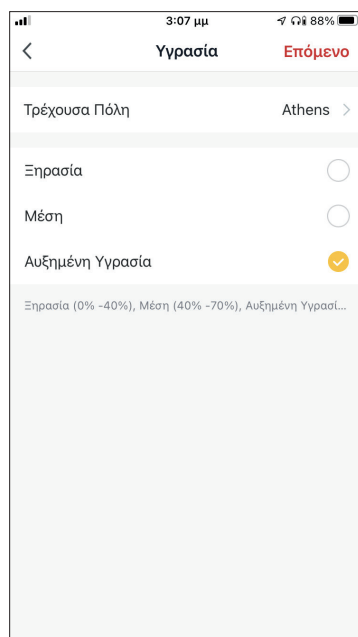 3:07 μμ 88%
Υγρασία Επόμενο
Τρέχουσα Πόλη Athens
Ξηρασία
Μέση
Αυξημένη Υγρασία
Ξηρασία (0% -40%), Μέση (40% -70%), Αυξημένη Υγρασί...